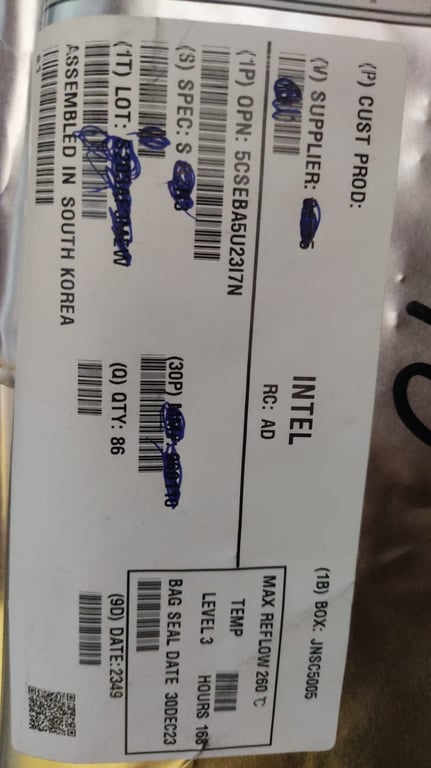 (P) CUST PROD:
(V) SUPPLIER:
INTEL
(1B) BOX: JNSC5005
RC: AD
(1P) OPN: 5CSEBA5U23I7N
MAX REFLOW 260 ℃
TEMP
LEVEL 3 HOURS 168
BAG SEAL DATE 30DEC23
(S) SPEC: S
(30P)
(1T) LOT:
(Q) QTY: 86
(9D) DATE: 2349
ASSEMBLED IN SOUTH KOREA